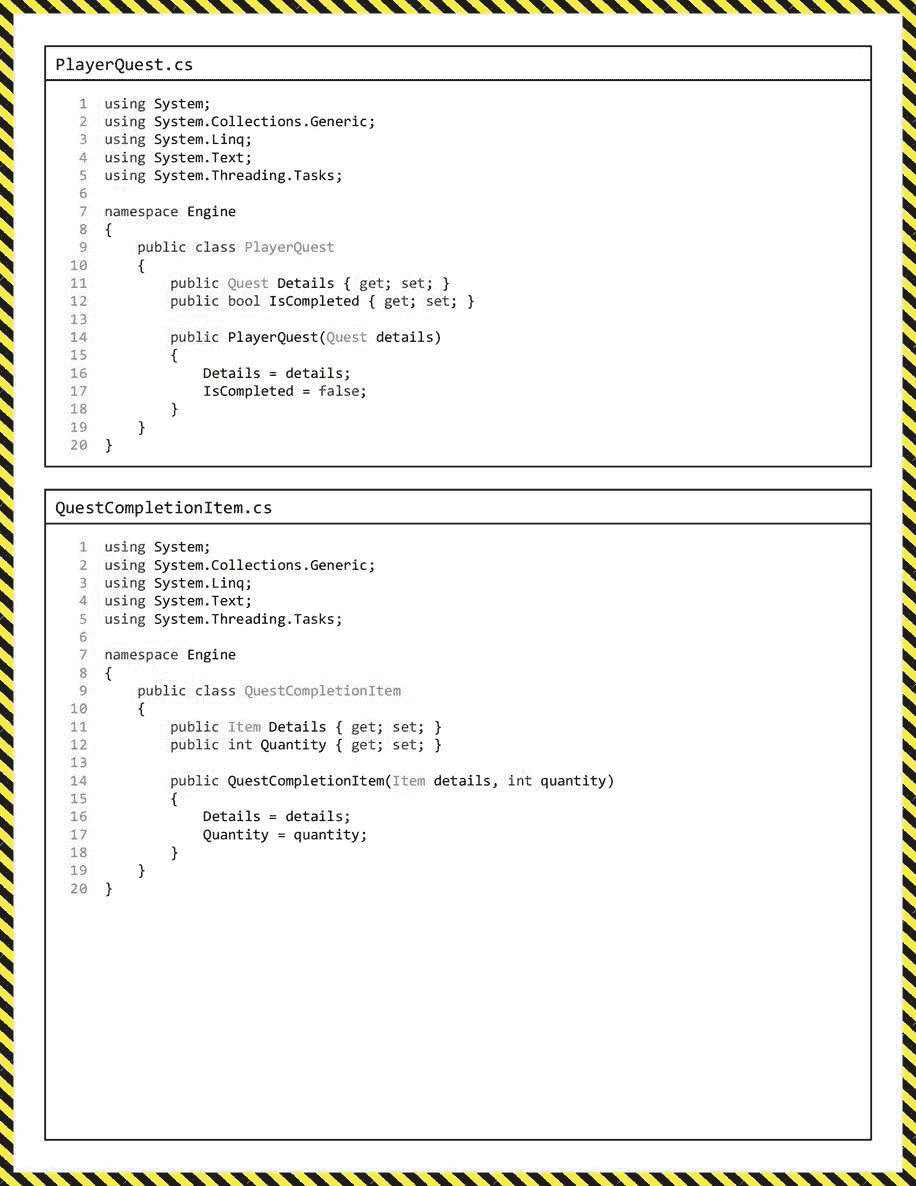 PlayerQuest.cs
1 using System;
2 using System.Collections.Generic;
3 using System.Linq;
4 using System.Text;
5 using System.Threading.Tasks;
6
7 namespace Engine
8 {
9     public class PlayerQuest
10     {
11         public Quest Details { get; set; }
12         public bool IsCompleted { get; set; }
13
14         public PlayerQuest(Quest details)
15         {
16             Details = details;
17             IsCompleted = false;
18         }
19     }
20 }
QuestCompletionItem.cs
1 using System;
2 using System.Collections.Generic;
3 using System.Linq;
4 using System.Text;
5 using System.Threading.Tasks;
6
7 namespace Engine
8 {
9     public class QuestCompletionItem
10     {
11         public Item Details { get; set; }
12         public int Quantity { get; set; }
13
14         public QuestCompletionItem(Item details, int quantity)
15         {
16             Details = details;
17             Quantity = quantity;
18         }
19     }
20 }